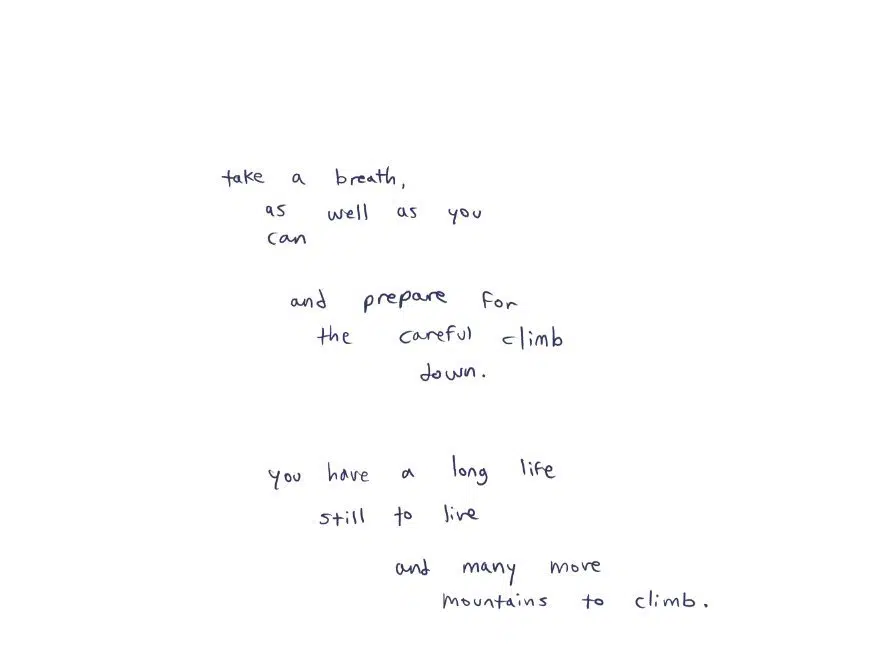 take a breath,
as well as you
can
and prepare for
the careful climb
down.
you have a long life
still to live
and many more
mountains to climb.